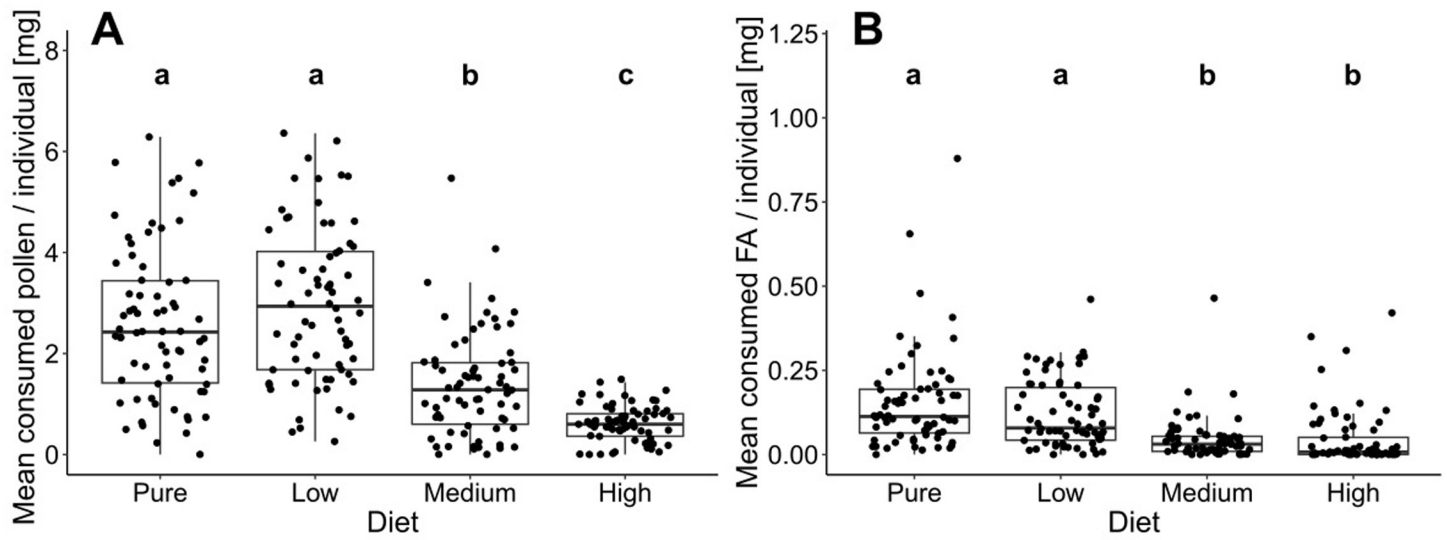 A
Mean consumed pollen / individual [mg]
8
6
4
2
0
a a b c
Pure Low Medium High
Diet
B
Mean consumed FA / individual [mg]
1.25
1.00
0.75
0.50
0.25
0.00
a a b b
Pure Low Medium High
Diet